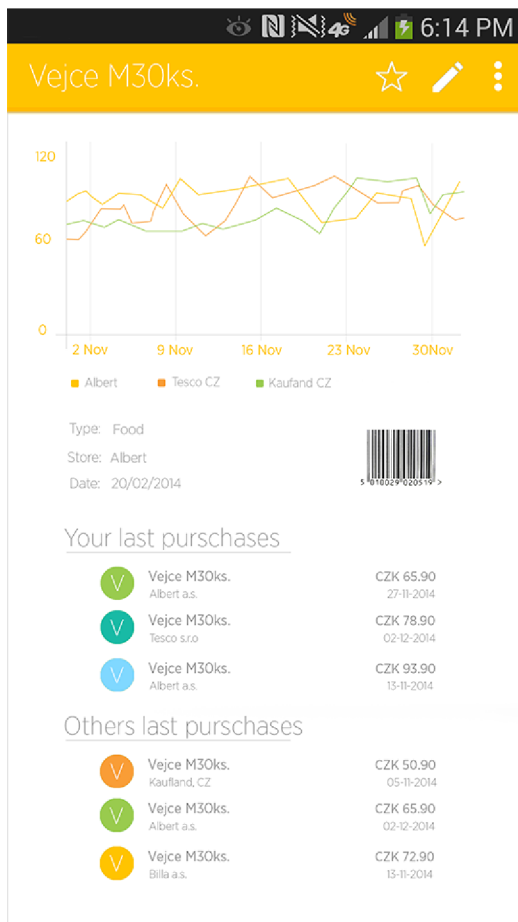 4G 6:14 PM
Vejce M30ks.
120
60
0
2 Nov 9 Nov 16 Nov 23 Nov 30Nov
Albert Tesco CZ Kaufand CZ
Type: Food
Store: Albert
Date: 20/02/2014
5 010029 020519 >
Your last purschases
V Vejce M30ks. CZK 65.90
Albert a.s. 27-11-2014
V Vejce M30ks. CZK 78.90
Tesco s.r.o 02-12-2014
V Vejce M30ks. CZK 93.90
Albert a.s. 13-11-2014
Others last purschases
V Vejce M30ks. CZK 50.90
Kaufland, CZ 05-11-2014
V Vejce M30ks. CZK 65.90
Albert a.s. 02-12-2014
V Vejce M30ks. CZK 72.90
Billa a.s. 13-11-2014